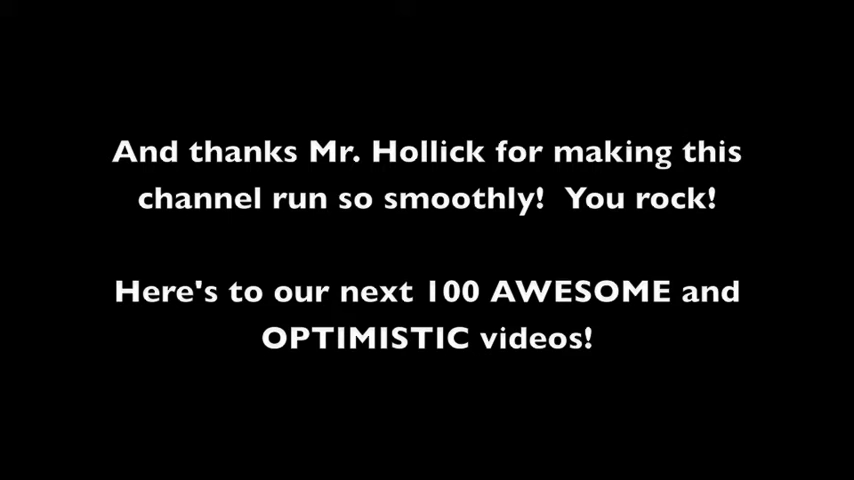 And thanks Mr. Hollick for making this
channel run so smoothly!  You rock!
Here's to our next 100 AWESOME and
OPTIMISTIC videos!